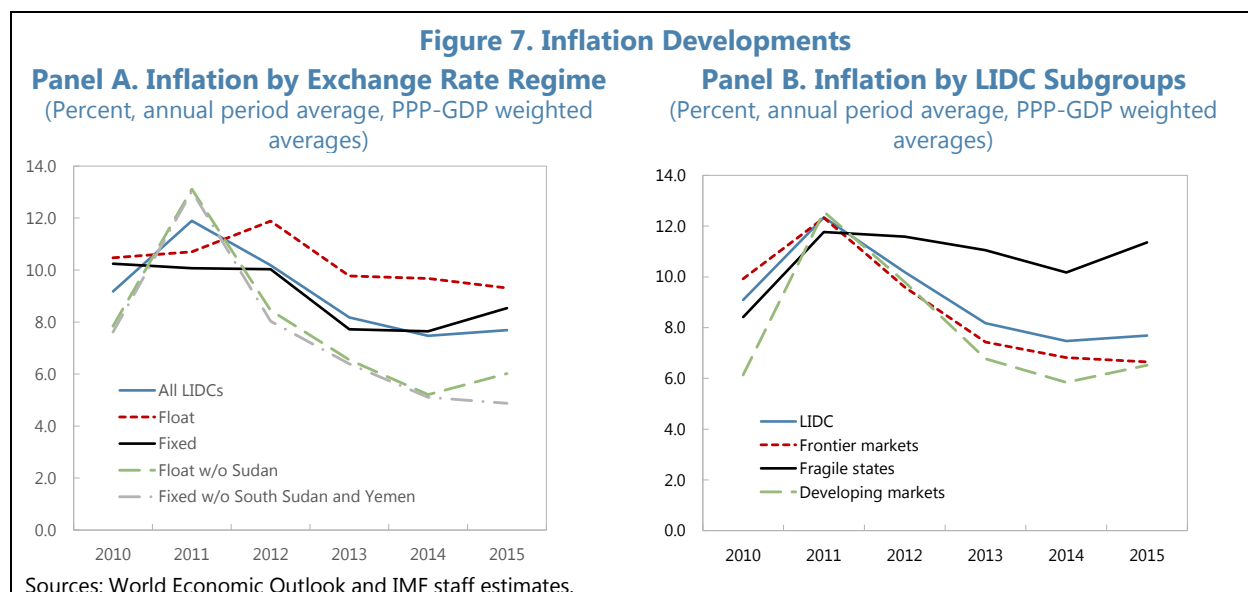 Figure 7. Inflation Developments
Panel A. Inflation by Exchange Rate Regime
(Percent, annual period average, PPP-GDP weighted
averages)
14.0
12.0
10.0
8.0
6.0
4.0
2.0
0.0
All LIDCs
Float
Fixed
Float w/o Sudan
Fixed w/o South Sudan and Yemen
2010 2011 2012 2013 2014 2015
Panel B. Inflation by LIDC Subgroups
(Percent, annual period average, PPP-GDP weighted
averages)
14.0
12.0
10.0
8.0
6.0
4.0
2.0
0.0
LIDC
Frontier markets
Fragile states
Developing markets
2010 2011 2012 2013 2014 2015
Sources: World Economic Outlook and IMF staff estimates.